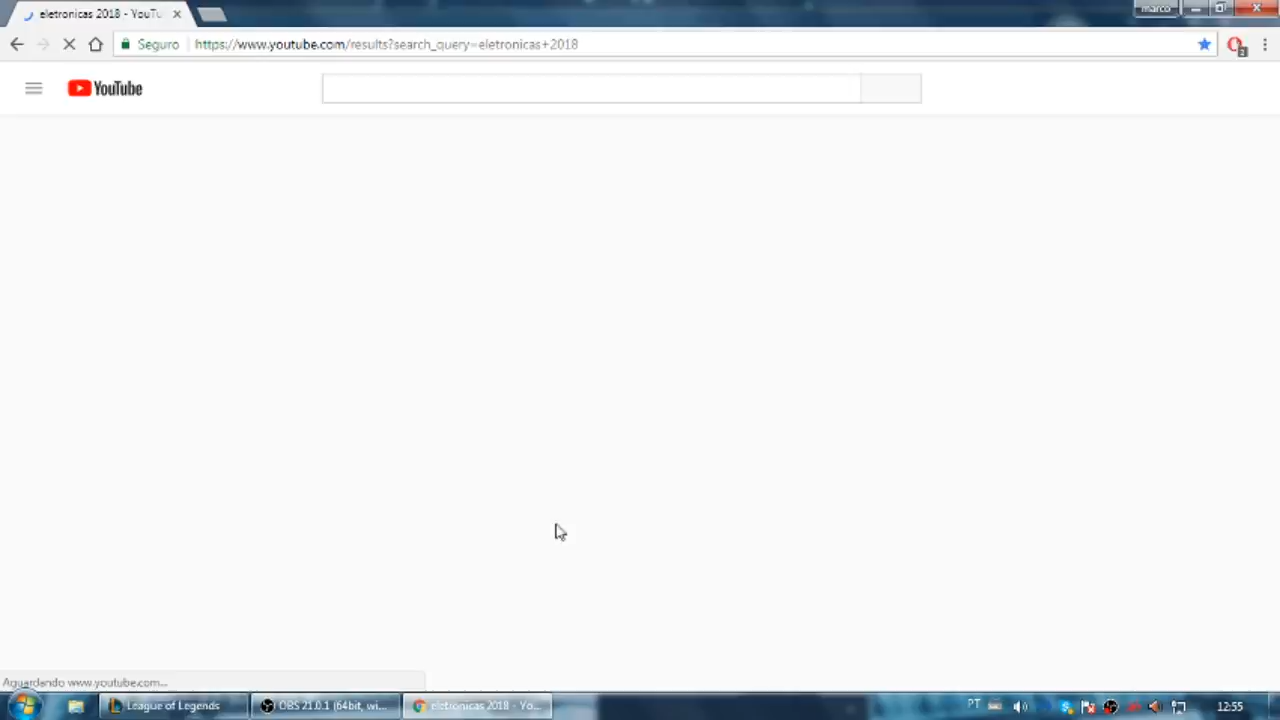 eletronicas 2018 - YouTu
marco
Seguro
https://www.youtube.com/results?search_query=eletronicas+2018
2
YouTube
Aguardando www.youtube.com...
League of Legends
OBS 21.0.1 (64bit, wi...
eletronicas 2018 - Yo...
PT
12:55